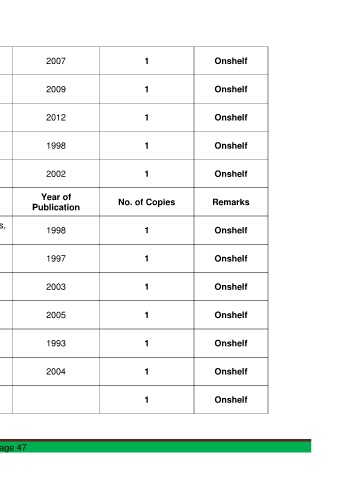 2007 1 Onshelf
2009 1 Onshelf
2012 1 Onshelf
1998 1 Onshelf
2002 1 Onshelf
Year of
Publication No. of Copies Remarks
s,
1998 1 Onshelf
1997 1 Onshelf
2003 1 Onshelf
2005 1 Onshelf
1993 1 Onshelf
2004 1 Onshelf
1 Onshelf
age 47